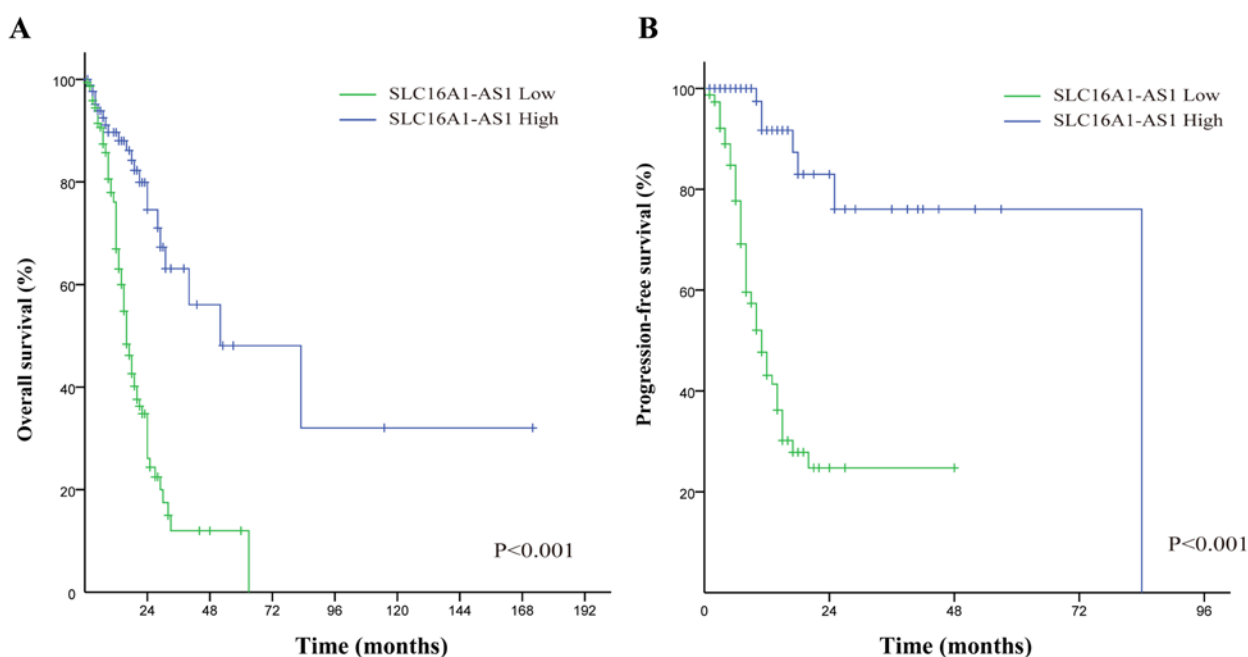 A
SLC16A1-AS1 Low
SLC16A1-AS1 High
Overall survival (%)
100
80
60
40
20
0
24 48 72 96 120 144 168 192
P<0.001
Time (months)
B
SLC16A1-AS1 Low
SLC16A1-AS1 High
Progression-free survival (%)
100
80
60
40
20
0 24 48 72 96
P<0.001
Time (months)